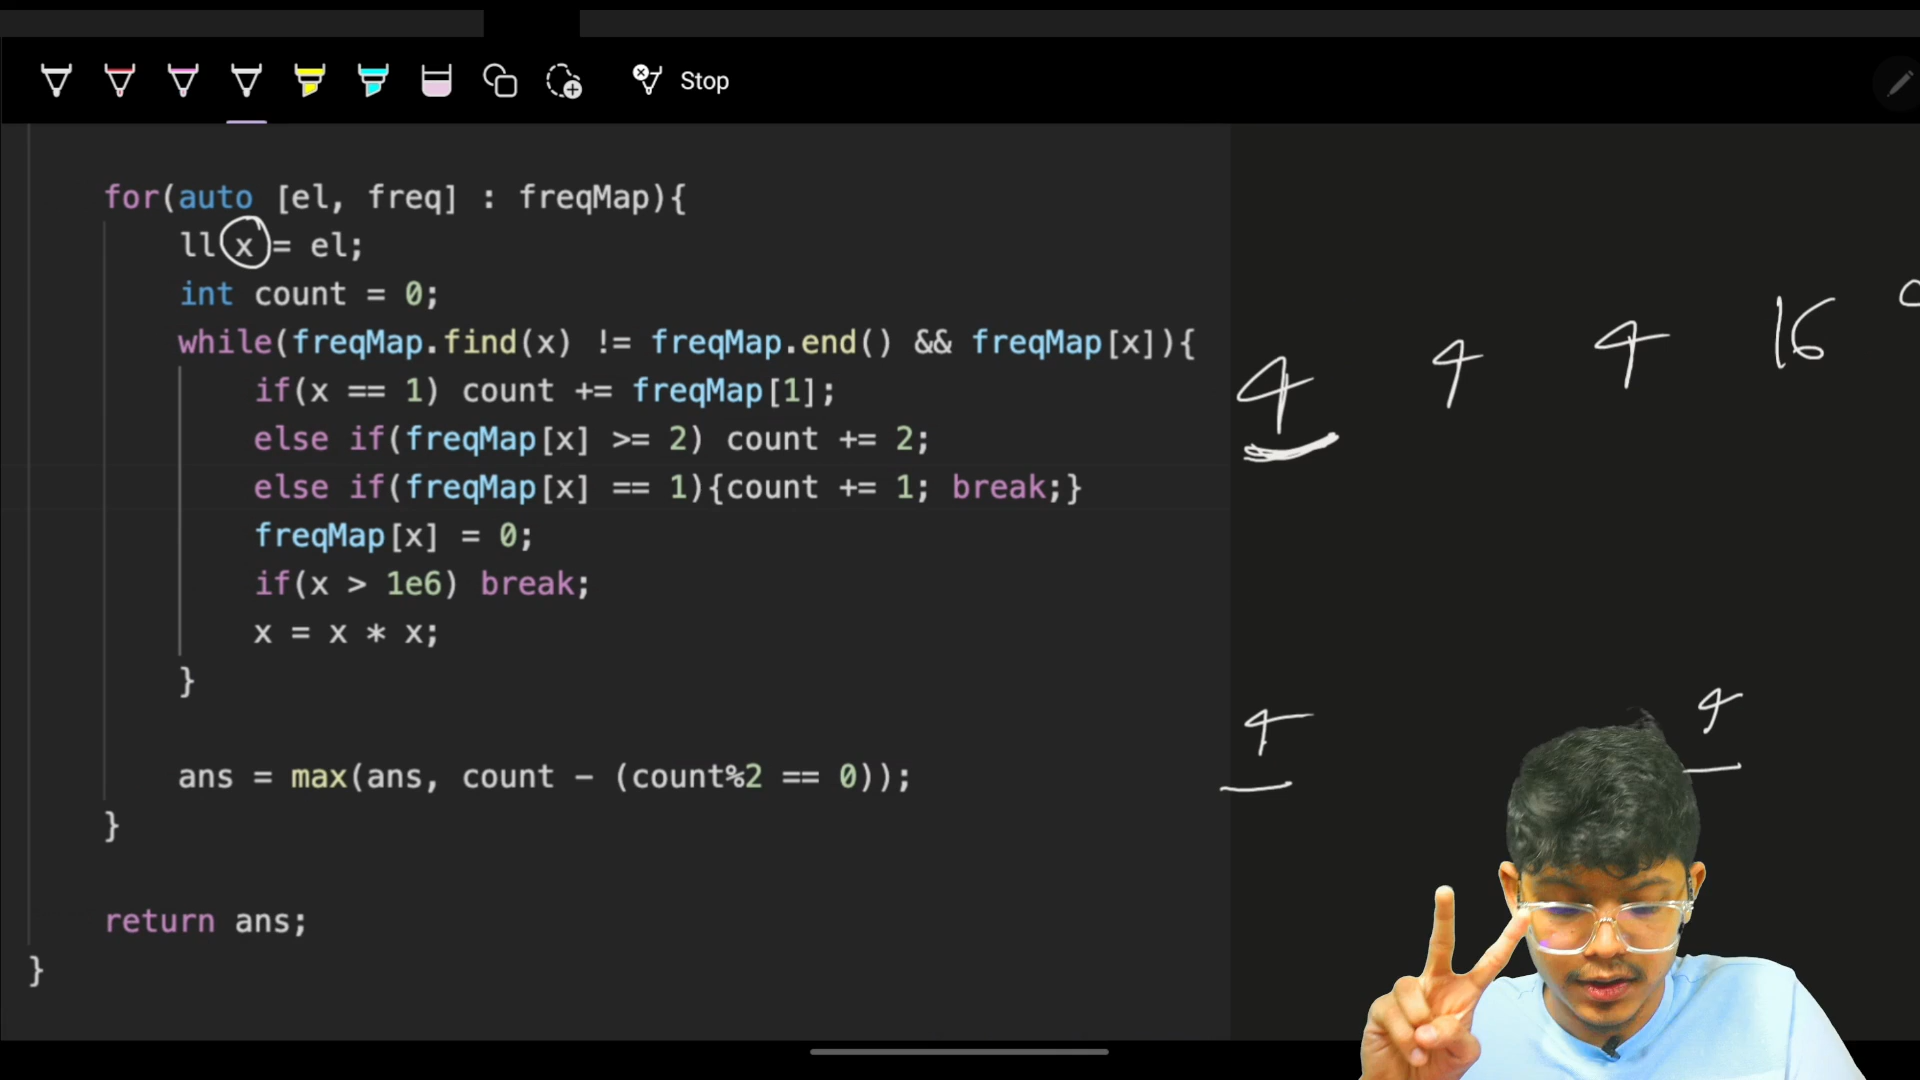 Stop
for(auto [el, freq] : freqMap){
ll x = el;
int count = 0;
while(freqMap.find(x) != freqMap.end() && freqMap[x]){
if(x == 1) count += freqMap[1];
else if(freqMap[x] >= 2) count += 2;
else if(freqMap[x] == 1){count += 1; break;}
freqMap[x] = 0;
if(x > 1e6) break;
x = x * x;
}
ans = max(ans, count - (count%2 == 0));
}
return ans;
}
4 4 4 16
4 4